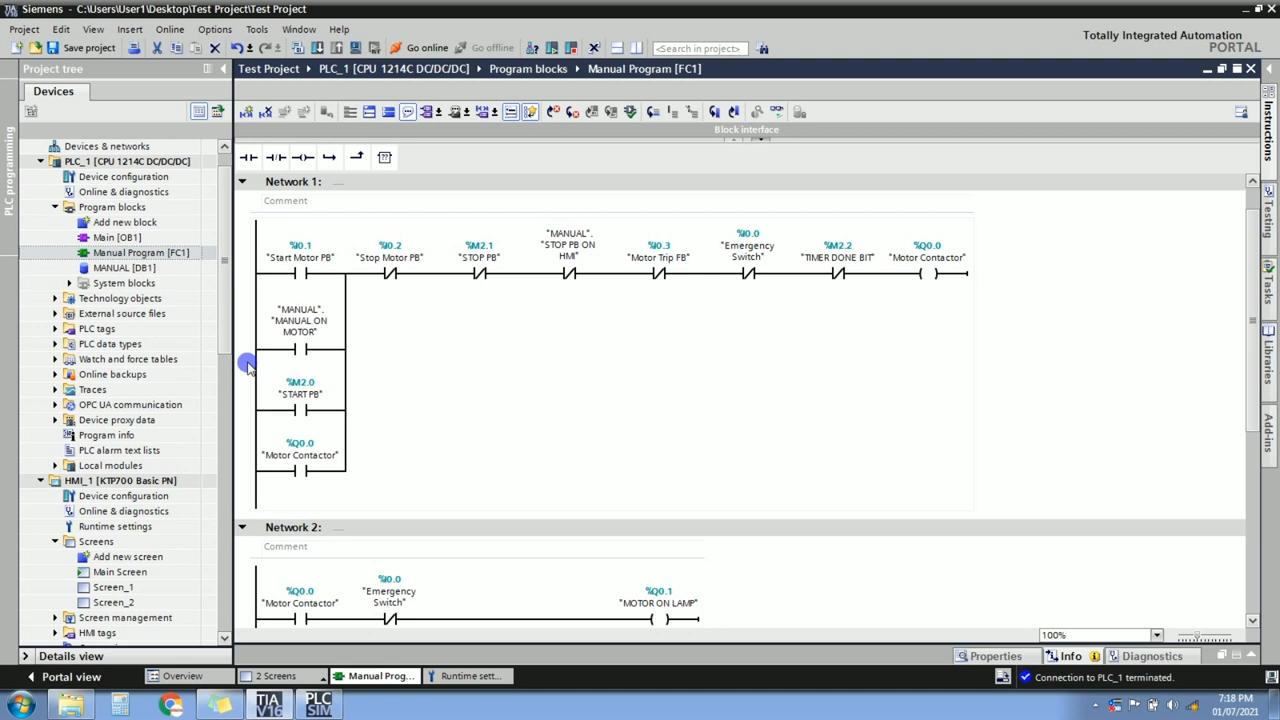 Siemens - C:\Users\User1\Desktop\Test Project\Test Project
Project Edit View Insert Online Options Tools Window Help
Totally Integrated Automation
PORTAL
Save project Go online Go offline <Search in project>
Project tree
Test Project PLC_1 [CPU 1214C DC/DC/DC] Program blocks Manual Program [FC1]
Devices
PLC programming
Devices & networks
PLC_1 [CPU 1214C DC/DC/DC]
Device configuration
Online & diagnostics
Program blocks
Add new block
Main [OB1]
Manual Program [FC1]
MANUAL [DB1]
System blocks
Technology objects
External source files
PLC tags
PLC data types
Watch and force tables
Online backups
Traces
OPC UA communication
Device proxy data
Program info
PLC alarm text lists
Local modules
HMI_1 [KTP700 Basic PN]
Device configuration
Online & diagnostics
Runtime settings
Screens
Add new screen
Main Screen
Screen_1
Screen_2
Screen management
HMI tags
Details view
Block interface
??
Network 1:
Comment
%I0.1
"Start Motor PB"
%I0.2
"Stop Motor PB"
%M2.1
"STOP PB"
"MANUAL".
"STOP PB ON
HMI"
%I0.3
"Motor Trip FB"
%I0.0
"Emergency
Switch"
%M2.2
"TIMER DONE BIT"
%Q0.0
"Motor Contactor"
"MANUAL".
"MANUAL ON
MOTOR"
%M2.0
"START PB"
%Q0.0
"Motor Contactor"
Network 2:
Comment
%Q0.0
"Motor Contactor"
%I0.0
"Emergency
Switch"
%Q0.1
"MOTOR ON LAMP"
100%
Instructions
Testing
Tasks
Libraries
Add-ins
Properties Info Diagnostics
Portal view Overview 2 Screens Manual Prog... Runtime sett...
Connection to PLC_1 terminated.
TIA
V16
PLC
SIM
7:18 PM
01/07/2021